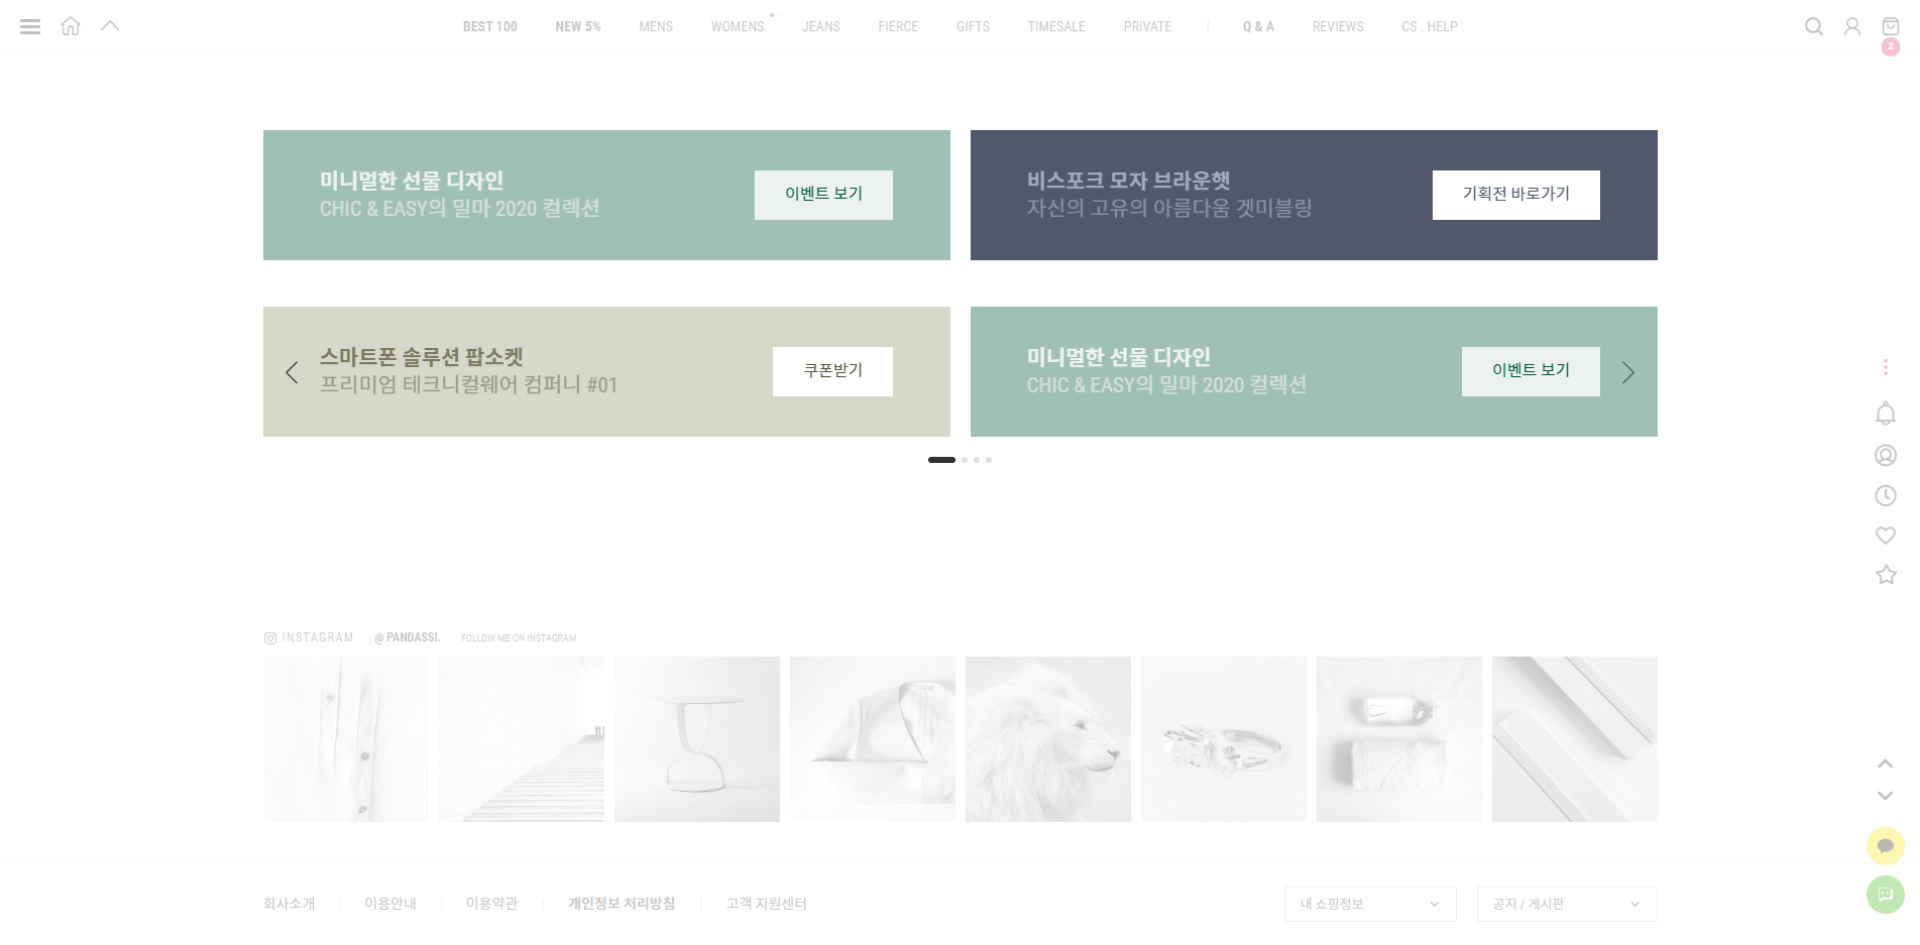 BEST 100 NEW 5% MENS WOMENS JEANS FIERCE GIFTS TIMESALE PRIVATE Q & A REVIEWS CS . HELP
2
미니멀한 선물 디자인
CHIC & EASY의 밀마 2020 컬렉션
이벤트 보기
비스포크 모자 브라운햇
자신의 고유의 아름다움 겟미블링
기획전 바로가기
스마트폰 솔루션 팝소켓
프리미엄 테크니컬웨어 컴퍼니 #01
쿠폰받기
미니멀한 선물 디자인
CHIC & EASY의 밀마 2020 컬렉션
이벤트 보기
INSTAGRAM @ PANDASSI. FOLLOW ME ON INSTAGRAM
회사소개 이용안내 이용약관 개인정보 처리방침 고객 지원센터
내 쇼핑정보
공지 / 게시판